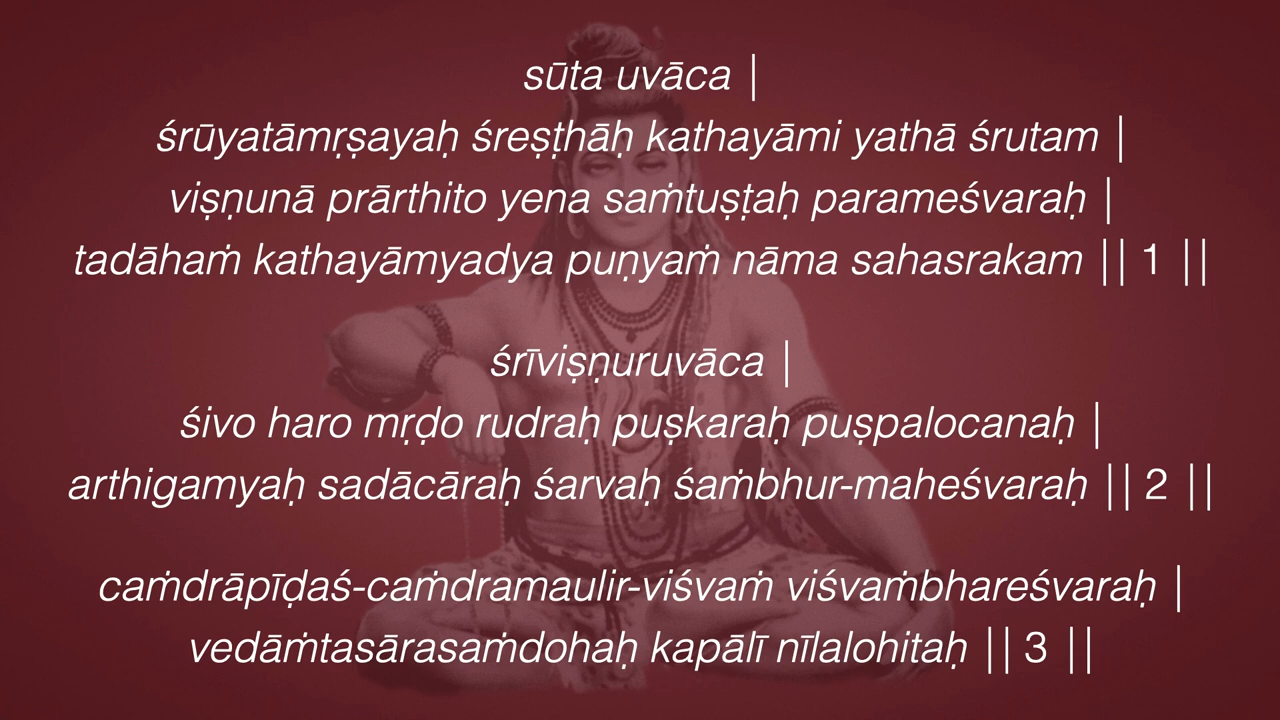 sūta uvāca |
śrūyatāmṛṣayaḥ śreṣṭhāḥ kathayāmi yathā śrutam |
viṣṇunā prārthito yena saṁtuṣṭaḥ parameśvaraḥ |
tadāhaṁ kathayāmyadya puṇyaṁ nāma sahasrakam || 1 ||
śrīviṣṇuruvāca |
śivo haro mṛḍo rudraḥ puṣkaraḥ puṣpalocanaḥ |
arthigamyaḥ sadācāraḥ śarvaḥ śaṁbhur-maheśvaraḥ || 2 ||
caṁdrāpīḍaś-caṁdramaulir-viśvaṁ viśvaṁbhareśvaraḥ |
vedāṁtasārasaṁdohaḥ kapālī nīlalohitaḥ || 3 ||